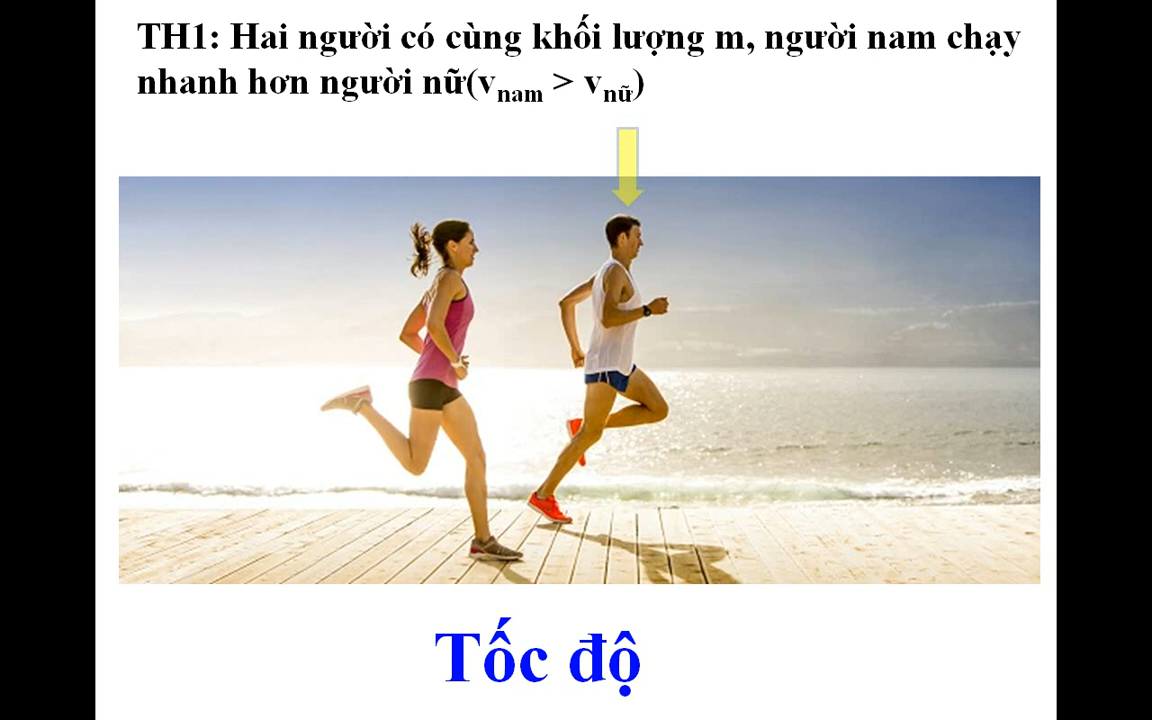 TH1: Hai người có cùng khối lượng m, người nam chạy
nhanh hơn người nữ(vnam > vnữ)
Tốc độ